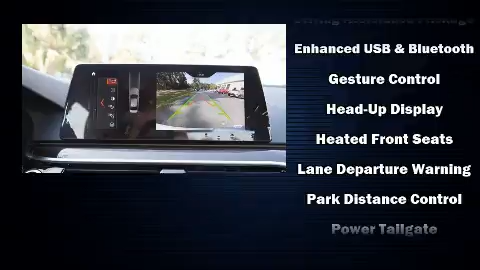 Enhanced USB & Bluetooth
Gesture Control
Head-Up Display
Heated Front Seats
Lane Departure Warning
Park Distance Control
Power Tailgate